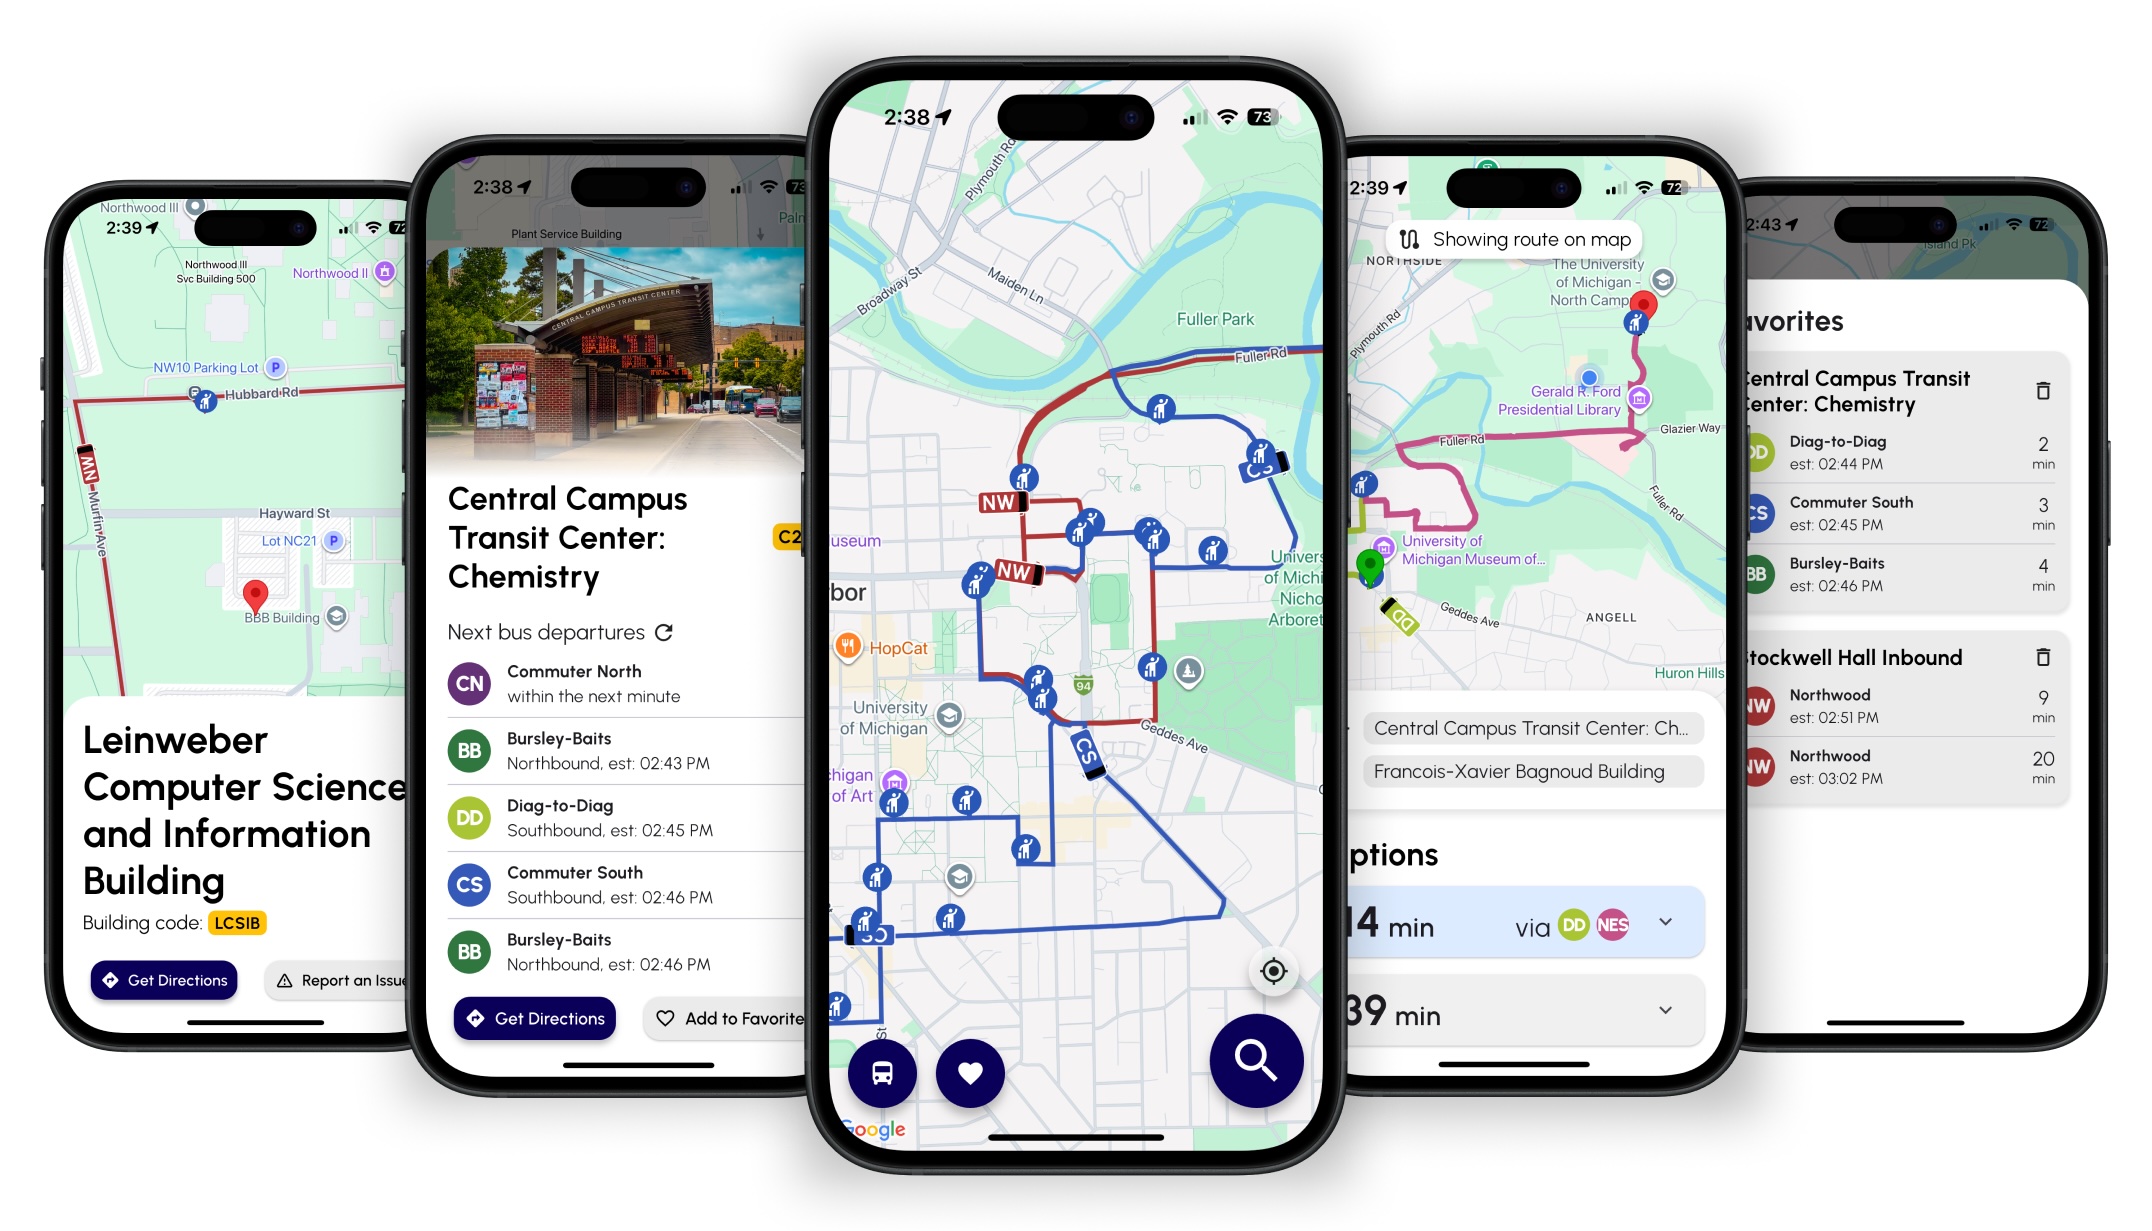 Northwood III
2:39
72
Northwood III
Svc Building 500
Northwood II
NW10 Parking Lot
P
Hubbard Rd
NW
Murfin Ave
Hayward St
Lot NC21
P
BBB Building
Leinweber
Computer Science
and Information
Building
Building code: LCSIB
Get Directions
Report an Issue
2:38
73
Plant Service Building
CENTRAL CAMPUS TRANSIT CENTER
Central Campus
Transit Center:
Chemistry
C2
Next bus departures
CN
Commuter North
within the next minute
BB
Bursley-Baits
Northbound, est: 02:43 PM
DD
Diag-to-Diag
Southbound, est: 02:45 PM
CS
Commuter South
Southbound, est: 02:46 PM
BB
Bursley-Baits
Northbound, est: 02:46 PM
Get Directions
Add to Favorite
2:38
73
Plymouth Rd
Broadway St
Maiden Ln
Fuller Park
Fuller Rd
CS
NW
NW
useum
bor
HopCat
Univers
of Michi
Nicho
Arboret
94
University
of Michigan
Geddes Ave
CS
chigan
of Art
CS
St
Google
2:39
72
Showing route on map
NORTHSIDE
The University
of Michigan -
North Camp
Plymouth Rd
Gerald R. Ford
Presidential Library
Fuller Rd
Glazier Way
Fuller Rd
University of
Michigan Museum of...
DD
Geddes Ave
ANGELL
Huron Hills
Central Campus Transit Center: Ch...
Francois-Xavier Bagnoud Building
ptions
14 min
via DD NES
39 min
2:43
72
Island Pk
avorites
Central Campus Transit
Center: Chemistry
DD
Diag-to-Diag
est: 02:44 PM
2
min
CS
Commuter South
est: 02:45 PM
3
min
BB
Bursley-Baits
est: 02:46 PM
4
min
Stockwell Hall Inbound
NW
Northwood
est: 02:51 PM
9
min
NW
Northwood
est: 03:02 PM
20
min